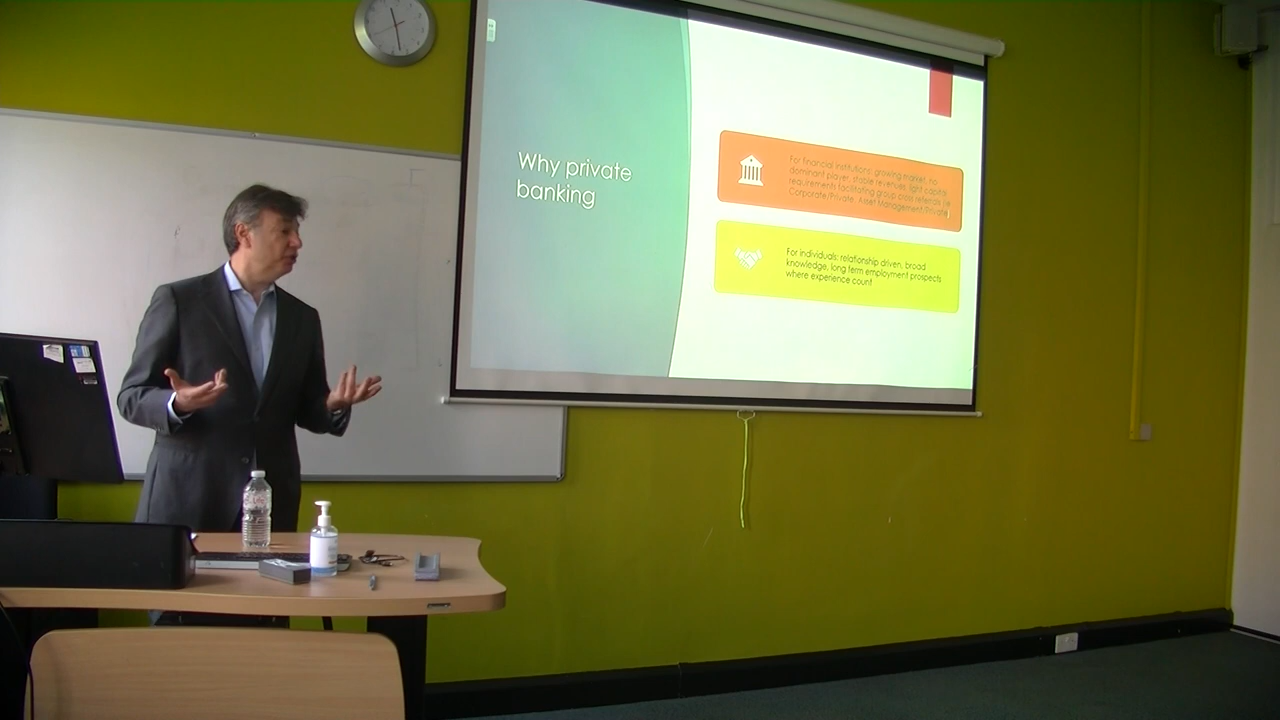 Why private
banking
For financial institutions: growing market, no
dominant player, stable revenues, light capital
requirements facilitating group cross referrals ie
Corporate/Private, Asset Management/Private
For individuals: relationship driven, broad
knowledge, long term employment prospects
where experience count